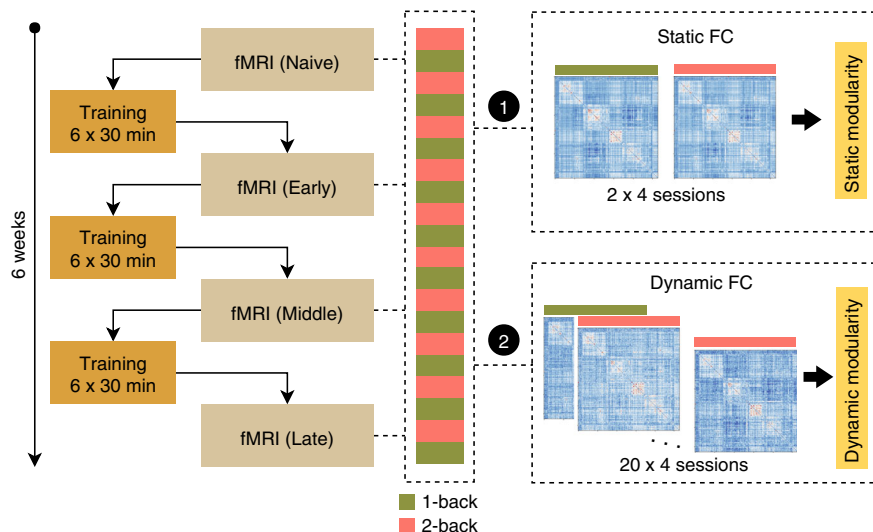 6 weeks
fMRI (Naive)
Training
6 x 30 min
fMRI (Early)
Training
6 x 30 min
fMRI (Middle)
Training
6 x 30 min
fMRI (Late)
1-back
2-back
1
Static FC
2 x 4 sessions
Static modularity
2
Dynamic FC
. . .
20 x 4 sessions
Dynamic modularity